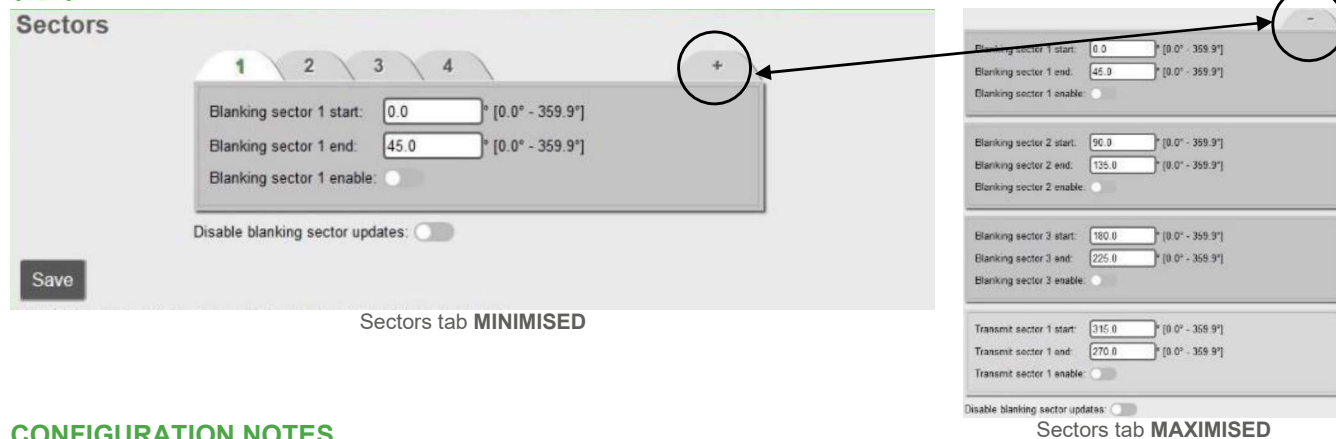 Sectors
1 2 3 4 +
Blanking sector 1 start: 0.0 ° [0.0° - 359.9°]
Blanking sector 1 end: 45.0 ° [0.0° - 359.9°]
Blanking sector 1 enable:
Disable blanking sector updates:
Save
Sectors tab MINIMISED
-
Blanking sector 1 start: 0.0 ° [0.0° - 359.9°]
Blanking sector 1 end: 45.0 ° [0.0° - 359.9°]
Blanking sector 1 enable:
Blanking sector 2 start: 90.0 ° [0.0° - 359.9°]
Blanking sector 2 end: 135.0 ° [0.0° - 359.9°]
Blanking sector 2 enable:
Blanking sector 3 start: 180.0 ° [0.0° - 359.9°]
Blanking sector 3 end: 225.0 ° [0.0° - 359.9°]
Blanking sector 3 enable:
Transmit sector 1 start: 315.0 ° [0.0° - 359.9°]
Transmit sector 1 end: 270.0 ° [0.0° - 359.9°]
Transmit sector 1 enable:
Disable blanking sector updates:
Sectors tab MAXIMISED
CONFIGURATION NOTES